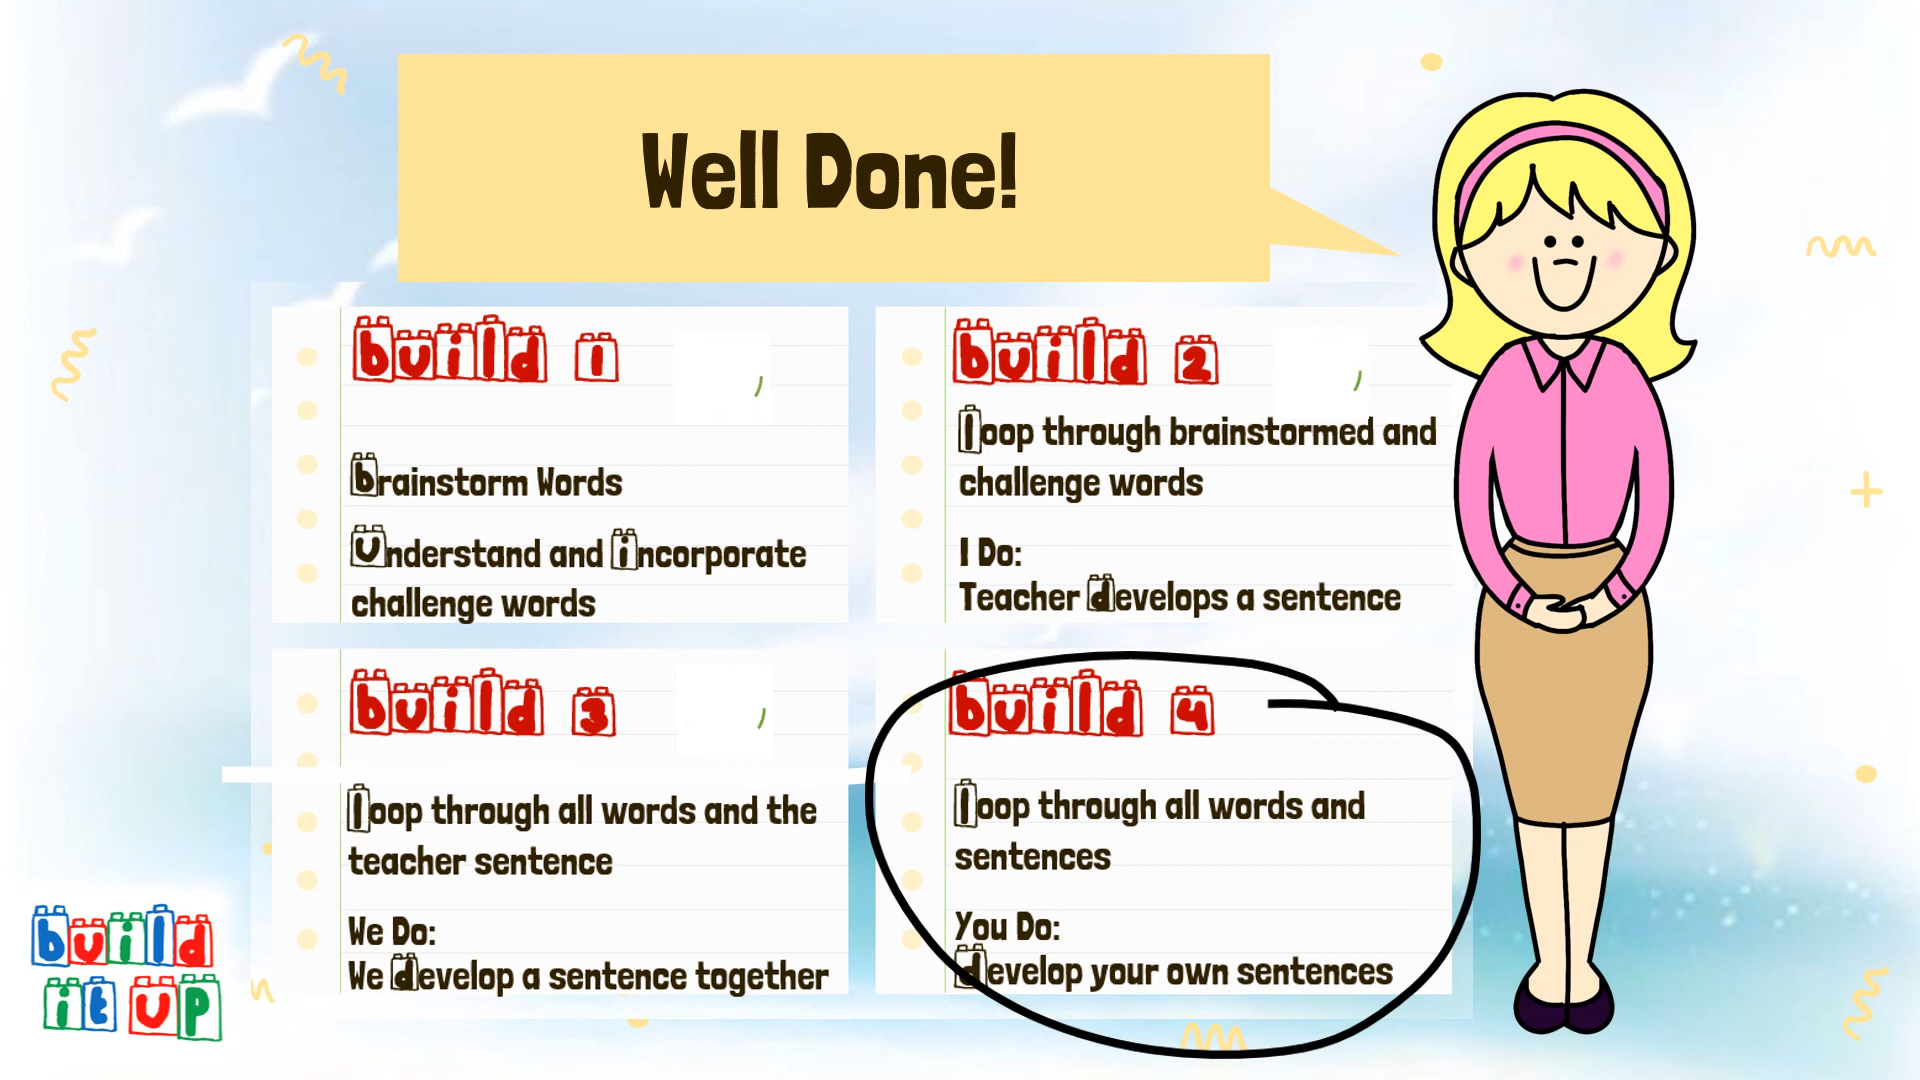 Well Done!
build 1
brainstorm Words
Understand and incorporate
challenge words
build 2
loop through brainstormed and
challenge words
I Do:
Teacher develops a sentence
build 3
loop through all words and the
teacher sentence
We Do:
We develop a sentence together
build 4
loop through all words and
sentences
You Do:
develop your own sentences
build
it UP